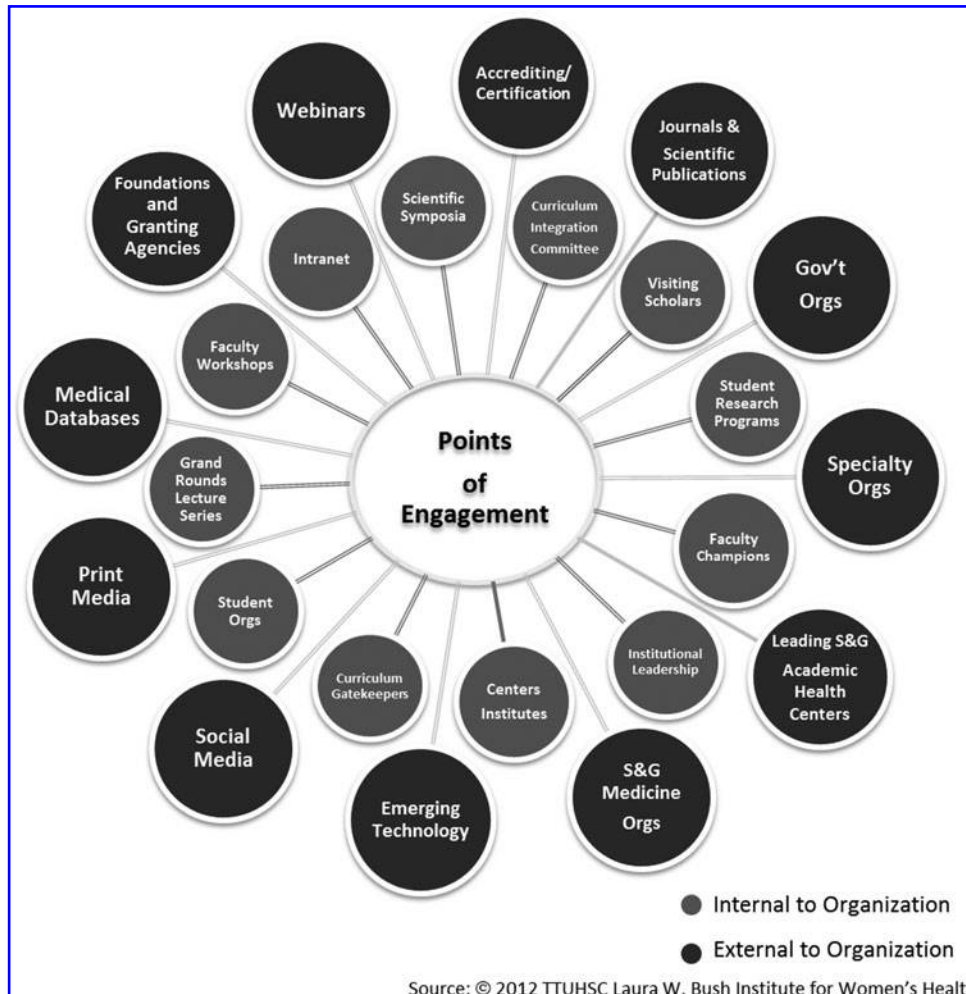 Accrediting/
Certification
Webinars
Journals &
Scientific
Publications
Foundations
and
Granting
Agencies
Scientific
Symposia
Curriculum
Integration
Committee
Intranet
Visiting
Scholars
Gov't
Orgs
Faculty
Workshops
Medical
Databases
Student
Research
Programs
Points
of
Engagement
Grand
Rounds
Lecture
Series
Specialty
Orgs
Faculty
Champions
Print
Media
Student
Orgs
Institutional
Leadership
Leading S&G
Academic
Health
Centers
Curriculum
Gatekeepers
Centers
Institutes
Social
Media
S&G
Medicine
Orgs
Emerging
Technology
Internal to Organization
External to Organization
Source: © 2012 TTUHSC Laura W. Bush Institute for Women's Healt